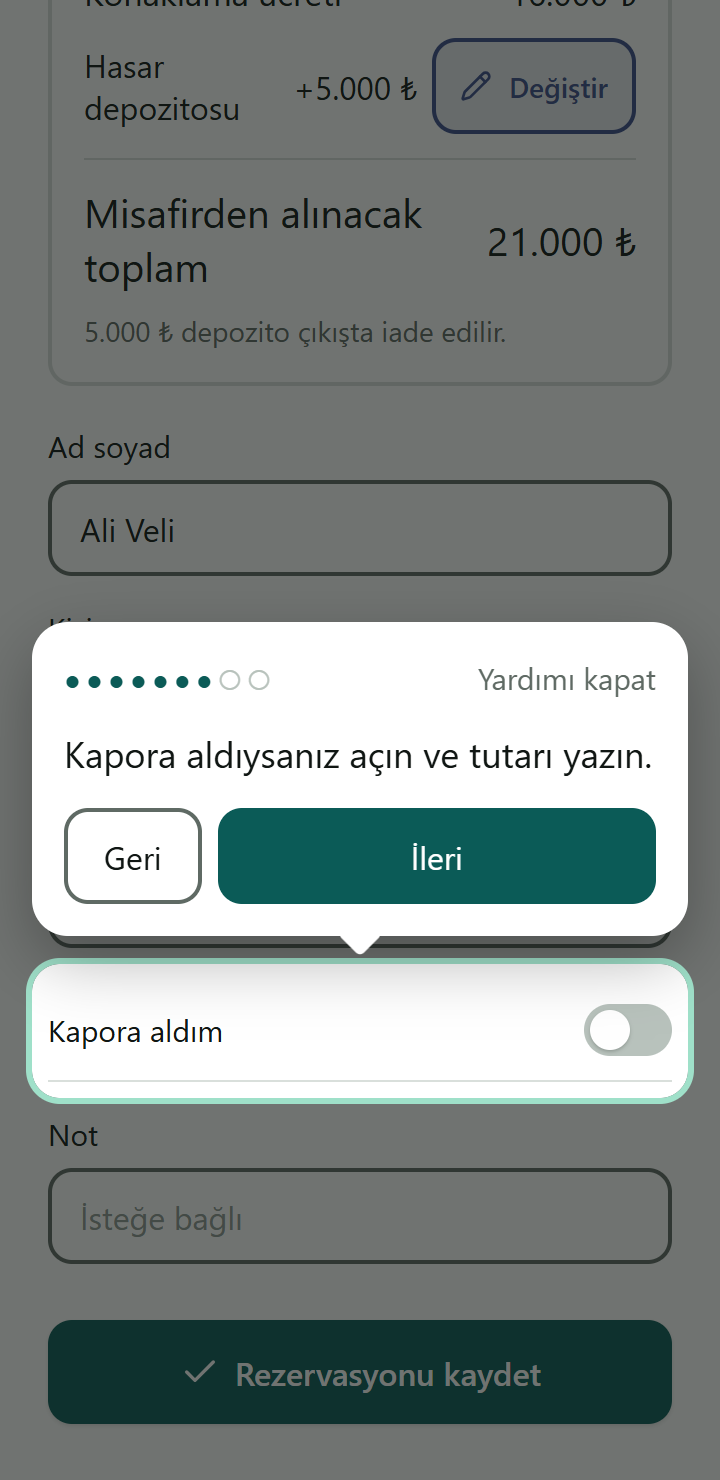 Hasar
depozitosu
+5.000 ₺
Değiştir
Misafirden alınacak
toplam
21.000 ₺
5.000 ₺ depozito çıkışta iade edilir.
Ad soyad
Ali Veli
Yardımı kapat
Kapora aldıysanız açın ve tutarı yazın.
Geri
İleri
Kapora aldım
Not
İsteğe bağlı
Rezervasyonu kaydet